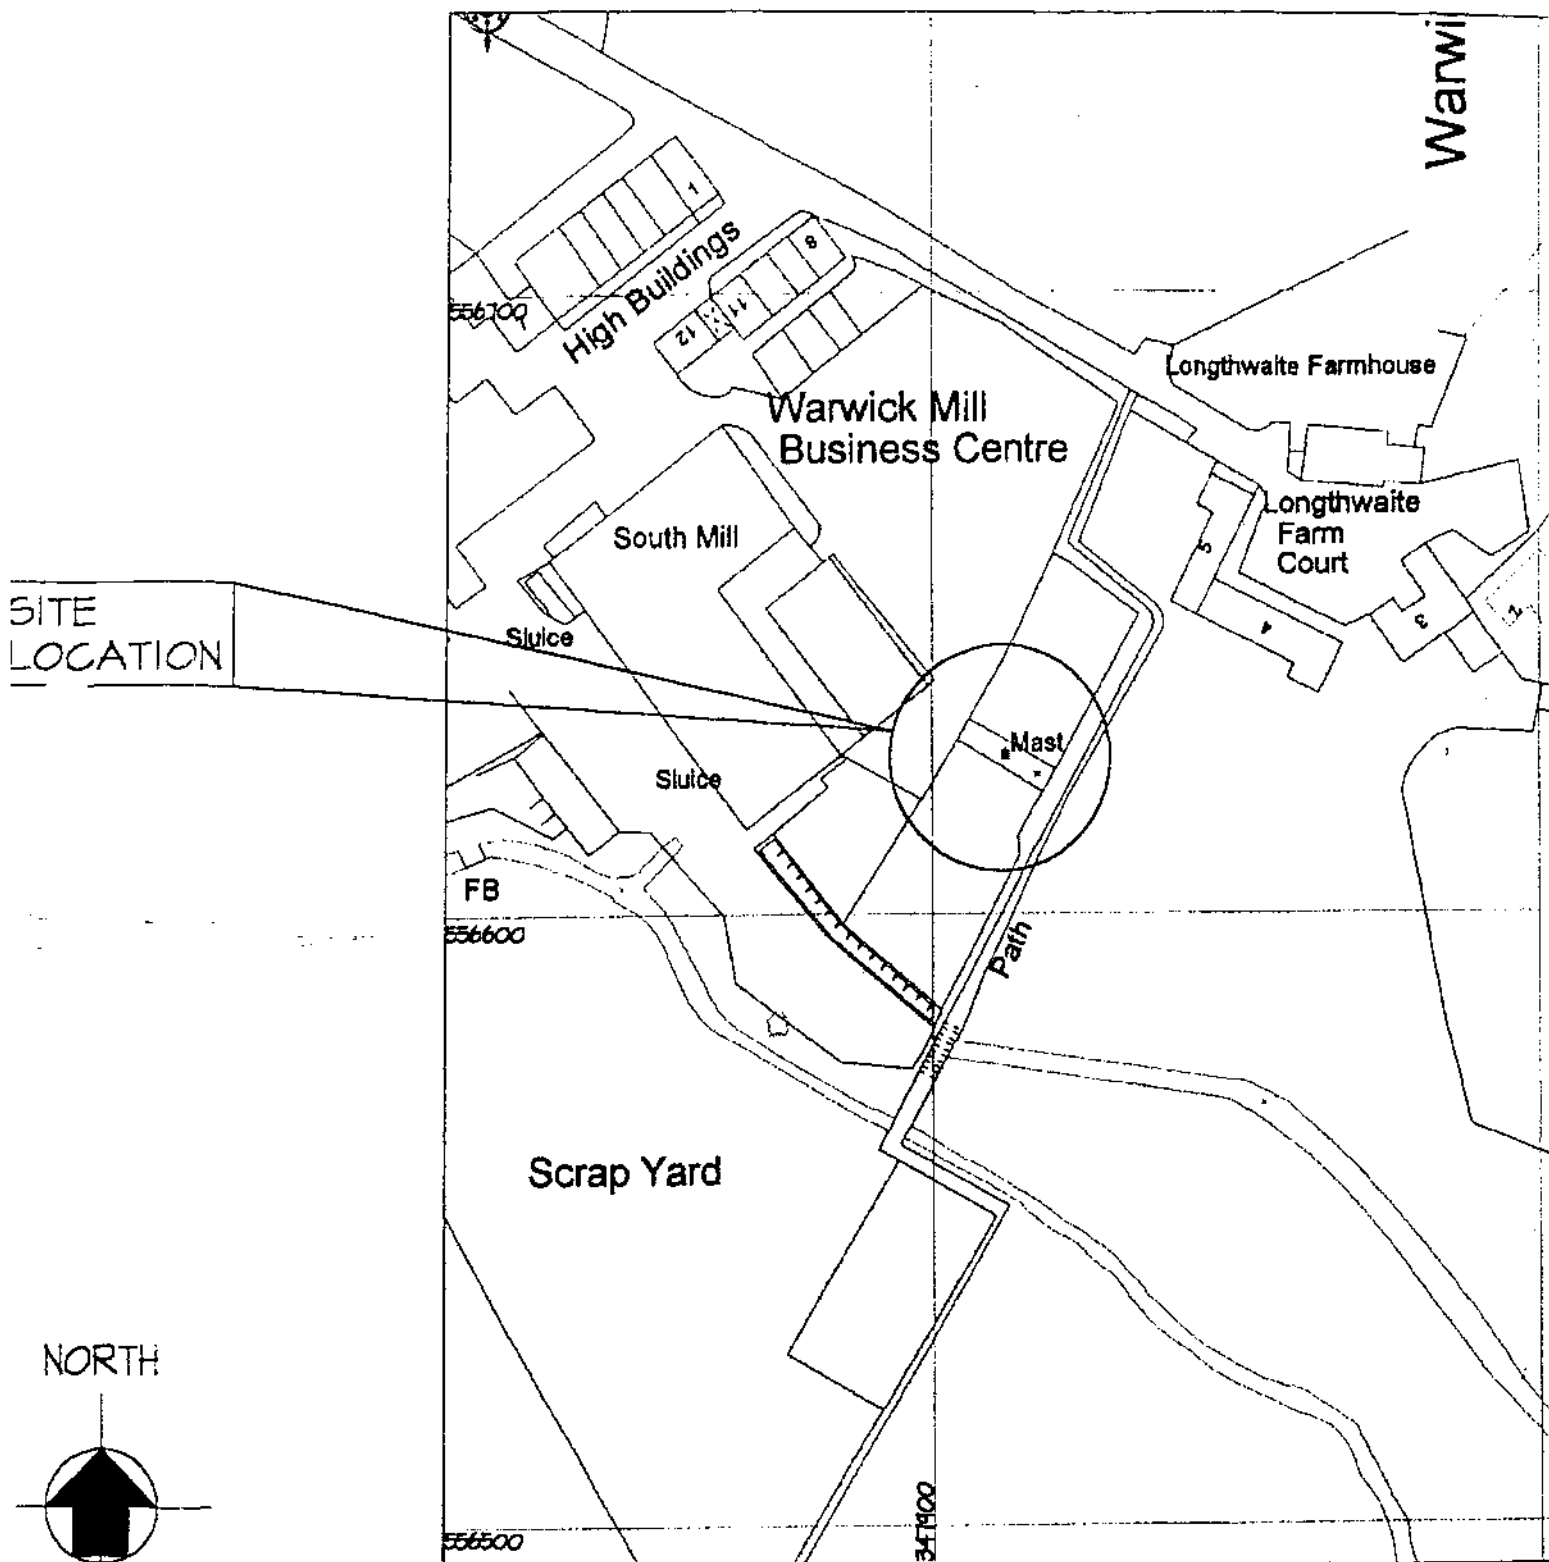 Warwi
1
High Buildings
8
11
12
556700
Longthwaite Farmhouse
Warwick Mill
Business Centre
Longthwaite
Farm
Court
South Mill
5
4
3
2
SITE
LOCATION
Sluice
Mast
Sluice
FB
556600
Path
Scrap Yard
NORTH
347900
556500